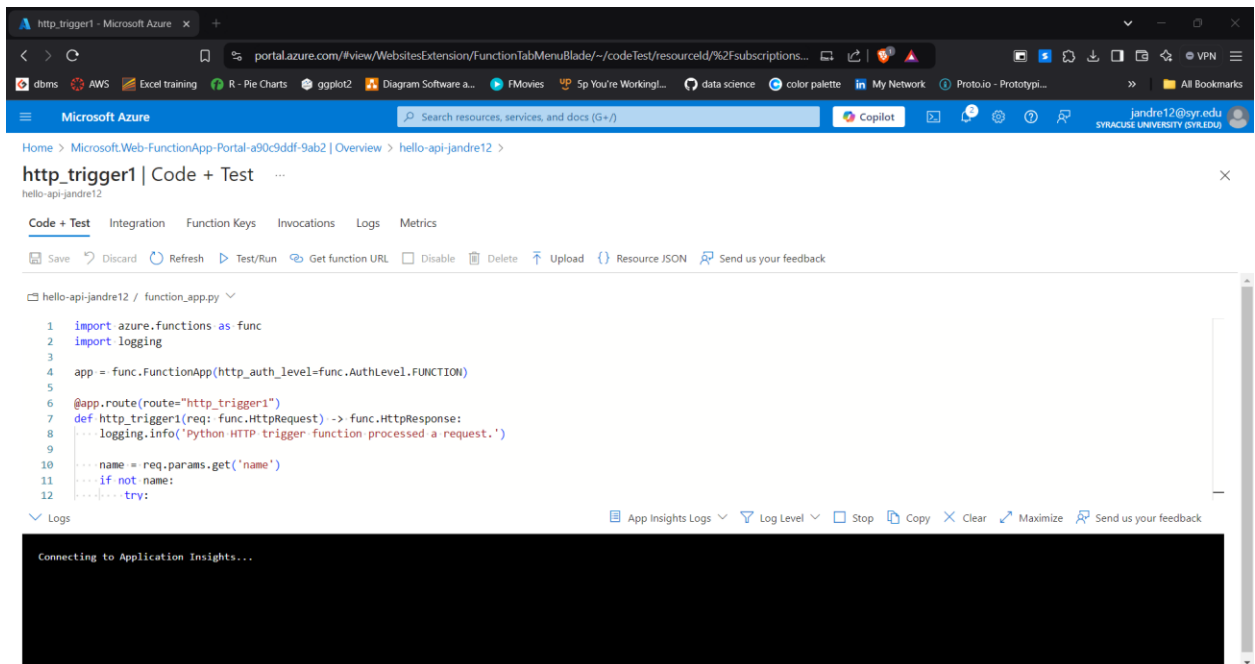 http_trigger1 - Microsoft Azure
portal.azure.com/#view/WebsitesExtension/FunctionTabMenuBlade/~/codeTest/resourceId/%2Fsubscriptions...
VPN
dbms AWS Excel training R - Pie Charts ggplot2 Diagram Software a... FMovies 5p You're Working!... data science color palette My Network Proto.io - Prototypi... » All Bookmarks
Microsoft Azure
Search resources, services, and docs (G+/)
Copilot
2
jandre12@syr.edu
SYRACUSE UNIVERSITY (SYR.EDU)
Home > Microsoft.Web-FunctionApp-Portal-a90c9ddf-9ab2 | Overview > hello-api-jandre12 >
http_trigger1 | Code + Test ...
hello-api-jandre12
Code + Test Integration Function Keys Invocations Logs Metrics
Save Discard Refresh Test/Run Get function URL Disable Delete Upload {} Resource JSON Send us your feedback
hello-api-jandre12 / function_app.py
1 import azure.functions as func
2 import logging
3
4 app = func.FunctionApp(http_auth_level=func.AuthLevel.FUNCTION)
5
6 @app.route(route="http_trigger1")
7 def http_trigger1(req: func.HttpRequest) -> func.HttpResponse:
8     logging.info('Python HTTP trigger function processed a request.')
9
10     name = req.params.get('name')
11     if not name:
12         try:
Logs
App Insights Logs Log Level Stop Copy Clear Maximize Send us your feedback
Connecting to Application Insights...